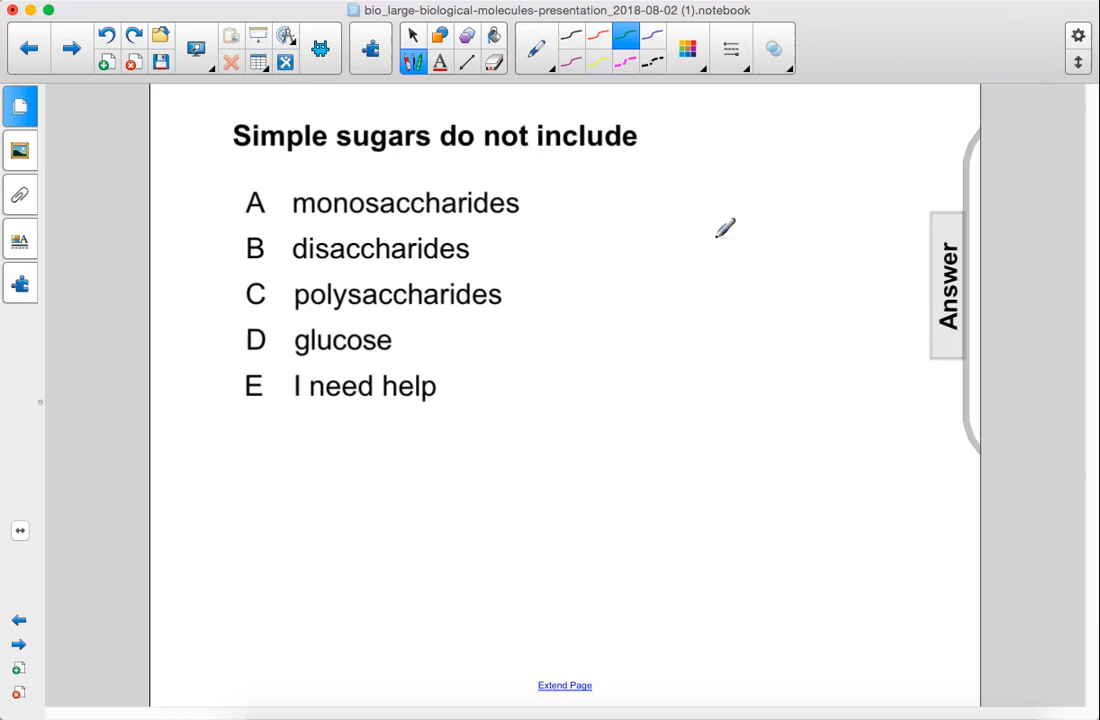 bio_large-biological-molecules-presentation_2018-08-02 (1).notebook
Simple sugars do not include
A monosaccharides
B disaccharides
C polysaccharides
D glucose
E I need help
Answer
Extend Page